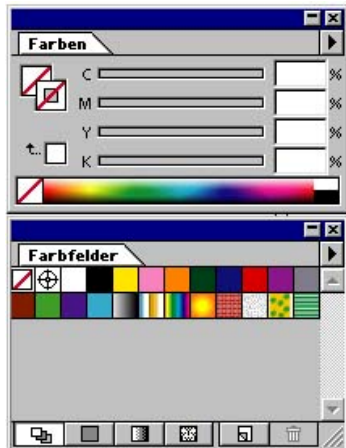 Farben
C %
M %
Y %
K %
Farbfelder